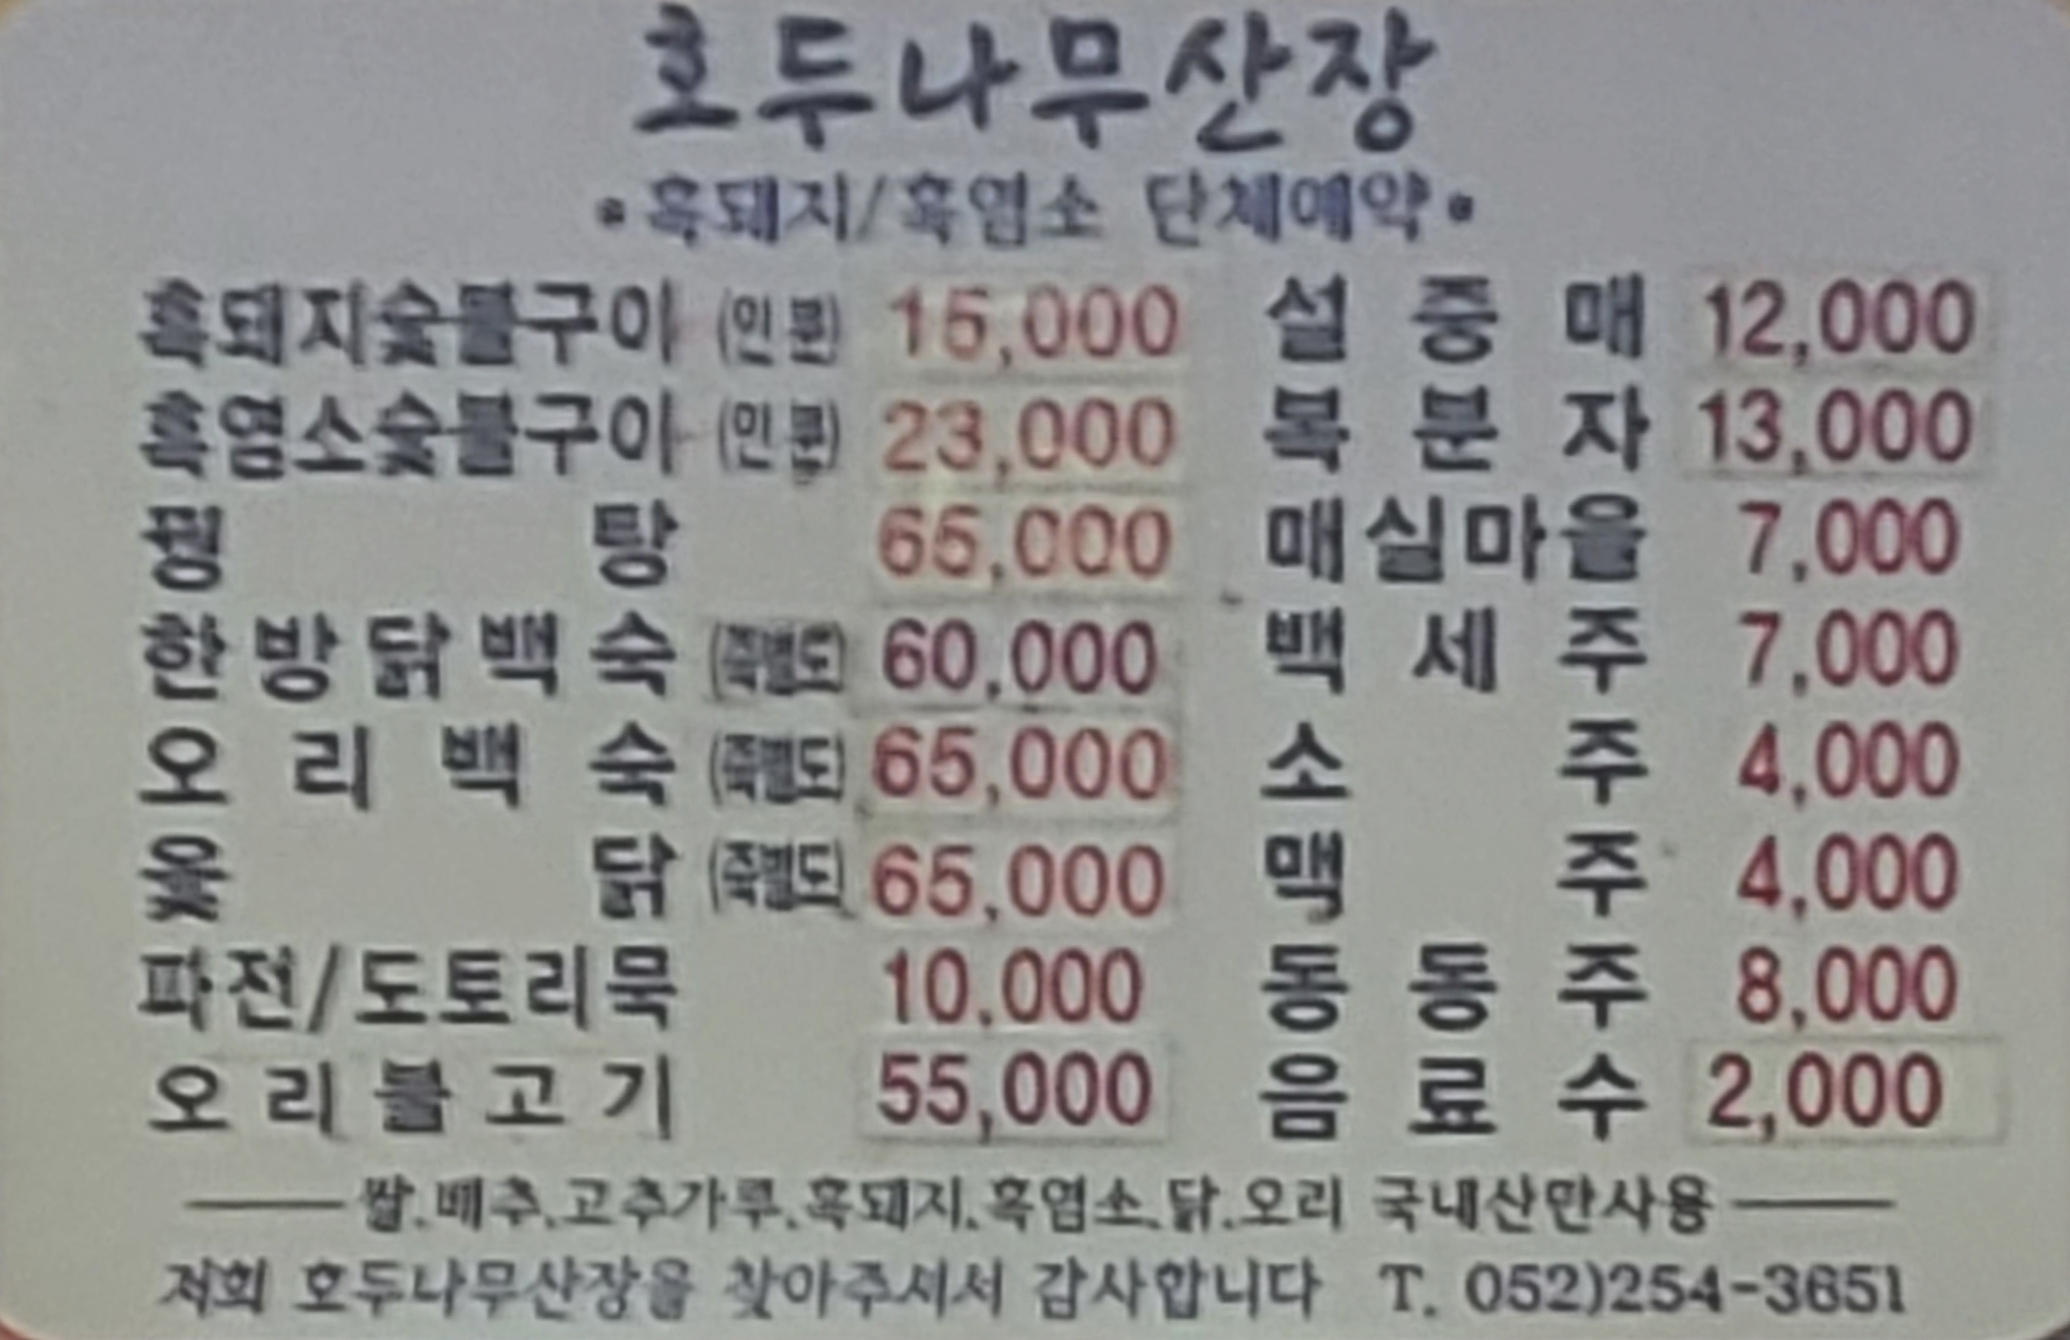 호두나무산장
•흑돼지/흑염소 단체예약•
흑돼지숯불구이 (인분) 15,000 설중매 12,000
흑염소숯불구이 (인분) 23,000 복분자 13,000
꿩탕 65,000 매실마을 7,000
한방닭백숙 (죽별도) 60,000 백세주 7,000
오리백숙 (죽별도) 65,000 소주 4,000
옻닭 (죽별도) 65,000 맥주 4,000
파전/도토리묵 10,000 동동주 8,000
오리불고기 55,000 음료수 2,000
쌀.배추.고추가루.흑돼지.흑염소.닭.오리 국내산만사용
저희 호두나무산장을 찾아주셔서 감사합니다 T. 052)254-3651